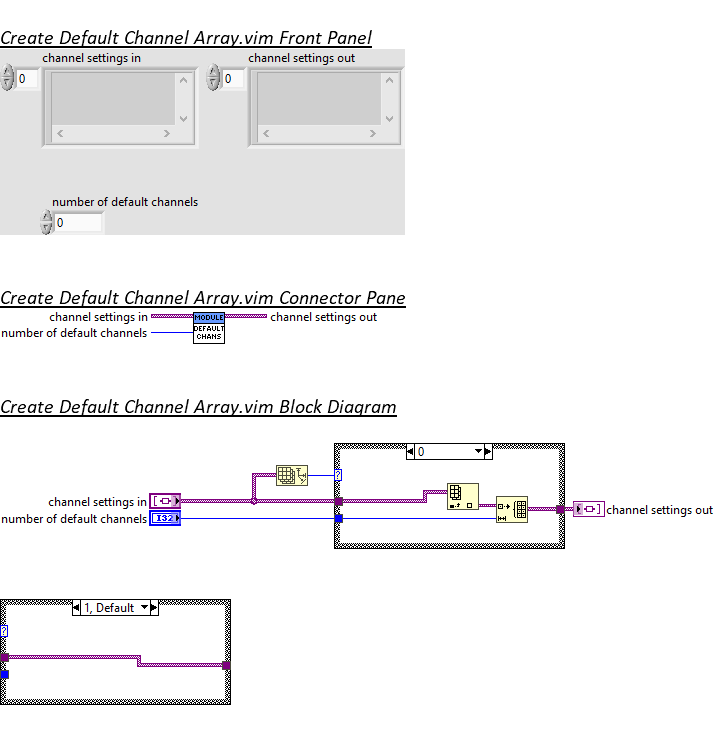 Create Default Channel Array.vim Front Panel
channel settings in
channel settings out
0
0
number of default channels
0
Create Default Channel Array.vim Connector Pane
channel settings in
MODULE
channel settings out
number of default channels
DEFAULT
CHANS
Create Default Channel Array.vim Block Diagram
0
?
channel settings in
channel settings out
number of default channels
I32
1, Default
?